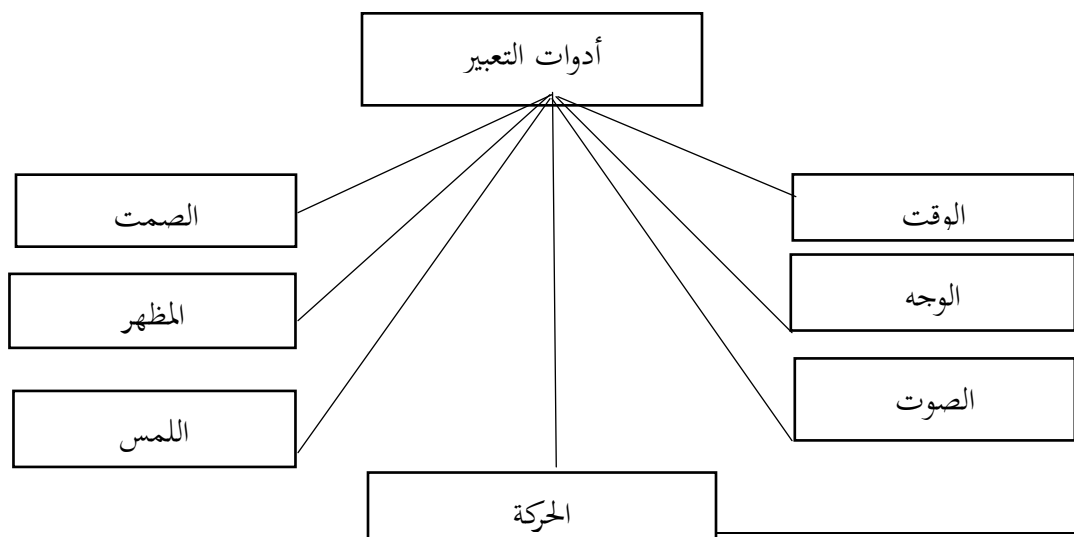 أدوات التعبير
الوقت
الصمت
الوجه
المظهر
الصوت
اللمس
الحركة